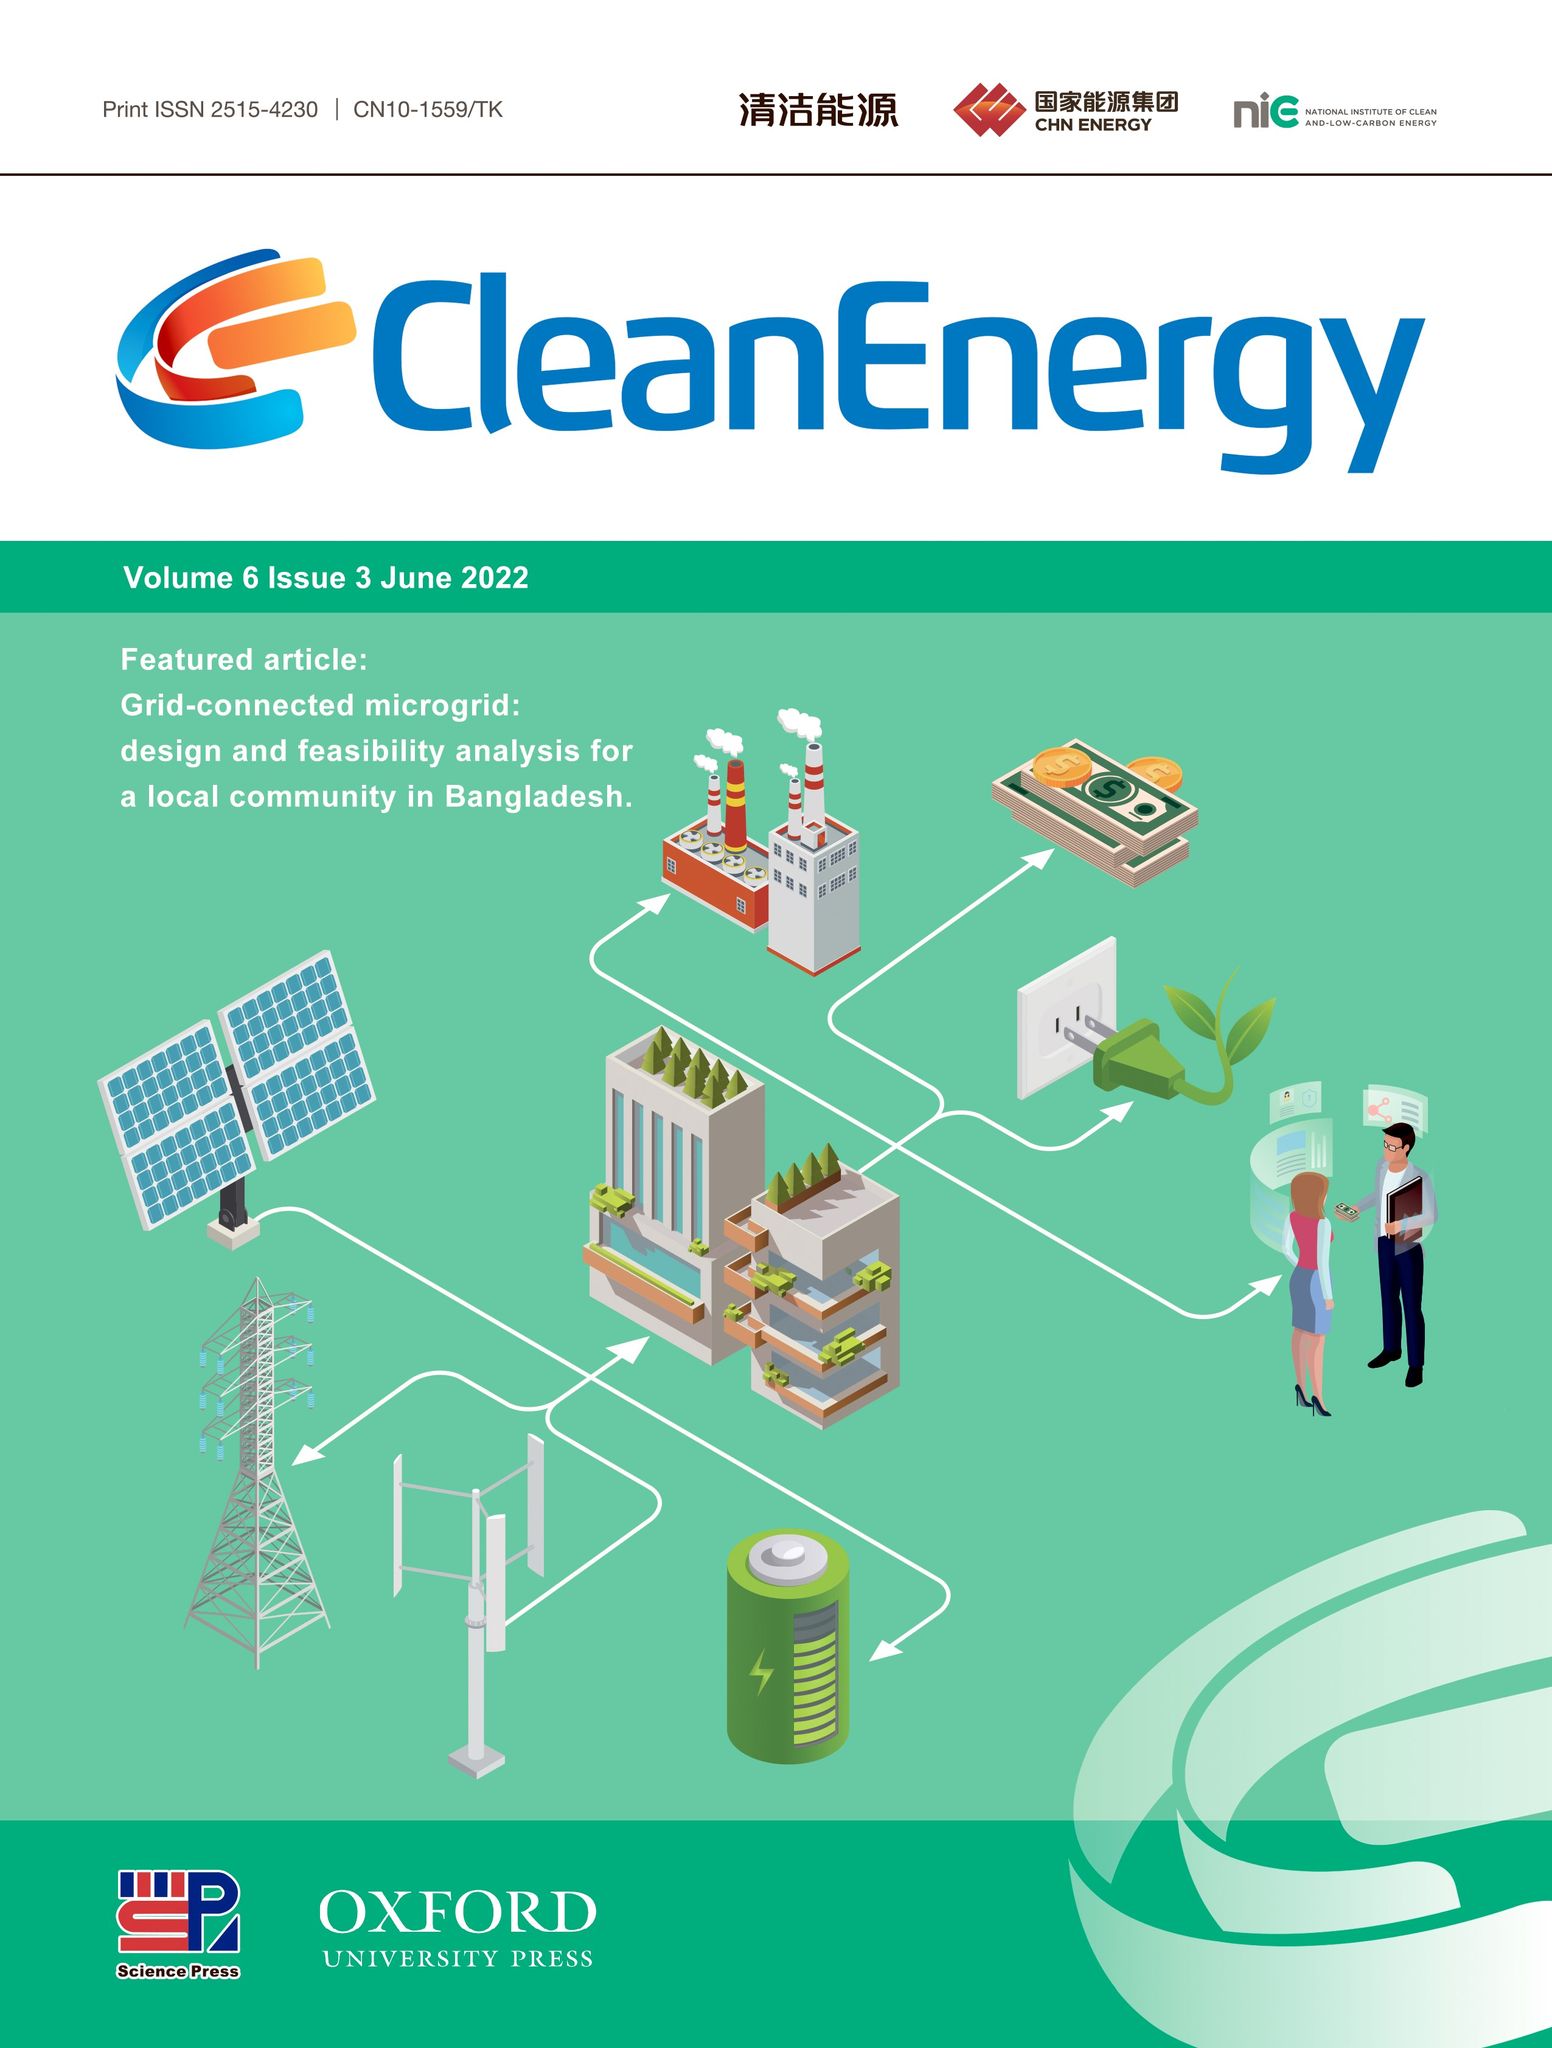 Print ISSN 2515-4230 | CN10-1559/TK
清洁能源
国家能源集团
CHN ENERGY
nice NATIONAL INSTITUTE OF CLEAN
AND-LOW-CARBON ENERGY
CleanEnergy
Volume 6 Issue 3 June 2022
Featured article:
Grid-connected microgrid:
design and feasibility analysis for
a local community in Bangladesh.
$
Science Press
OXFORD
UNIVERSITY PRESS